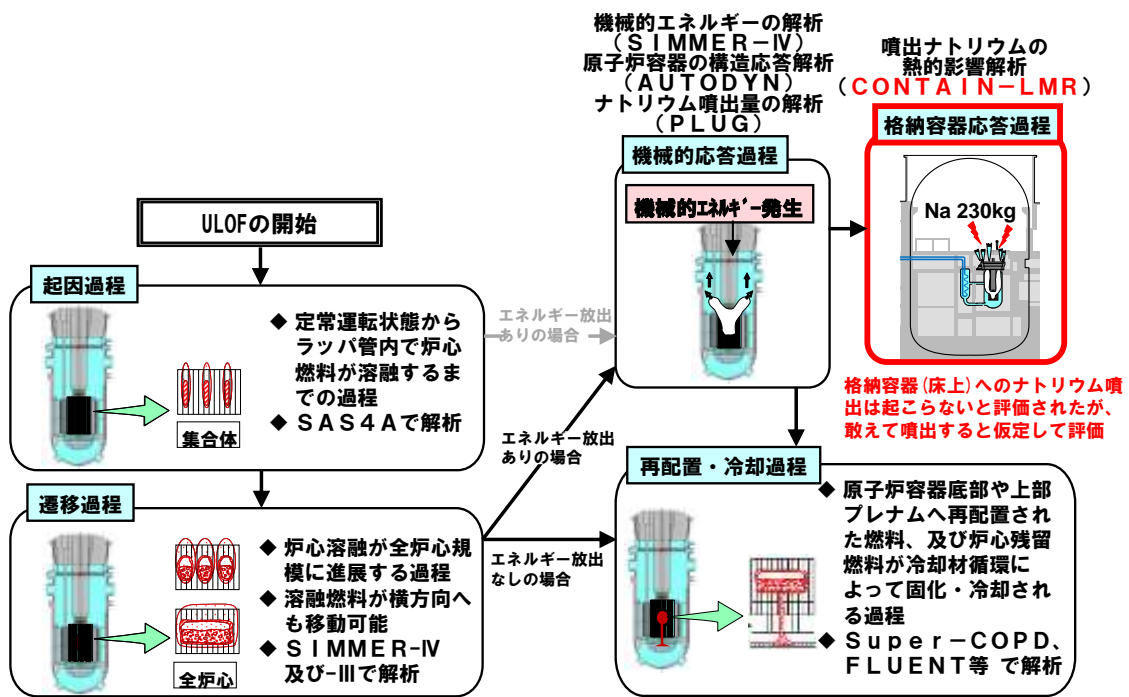 機械的エネルギーの解析
(SIMMER-Ⅳ)
原子炉容器の構造応答解析
(AUTODYN)
ナトリウム噴出量の解析
(PLUG)
噴出ナトリウムの
熱的影響解析
(CONTAIN-LMR)
ULOFの開始
起因過程
◆ 定常運転状態から
ラッパ管内で炉心
燃料が溶融するま
での過程
◆ SAS4Aで解析
集合体
エネルギー放出
ありの場合
機械的応答過程
機械的エネルギー発生
格納容器応答過程
Na 230kg
格納容器(床上)へのナトリウム噴
出は起こらないと評価されたが、
敢えて噴出すると仮定して評価
遷移過程
◆ 炉心溶融が全炉心規
模に進展する過程
◆ 溶融燃料が横方向へ
も移動可能
◆ SIMMER-Ⅳ
及び-Ⅲで解析
全炉心
エネルギー放出
ありの場合
エネルギー放出
なしの場合
再配置・冷却過程
◆ 原子炉容器底部や上部
プレナムへ再配置され
た燃料、及び炉心残留
燃料が冷却材循環に
よって固化・冷却され
る過程
◆ Super-COPD、
FLUENT等 で解析